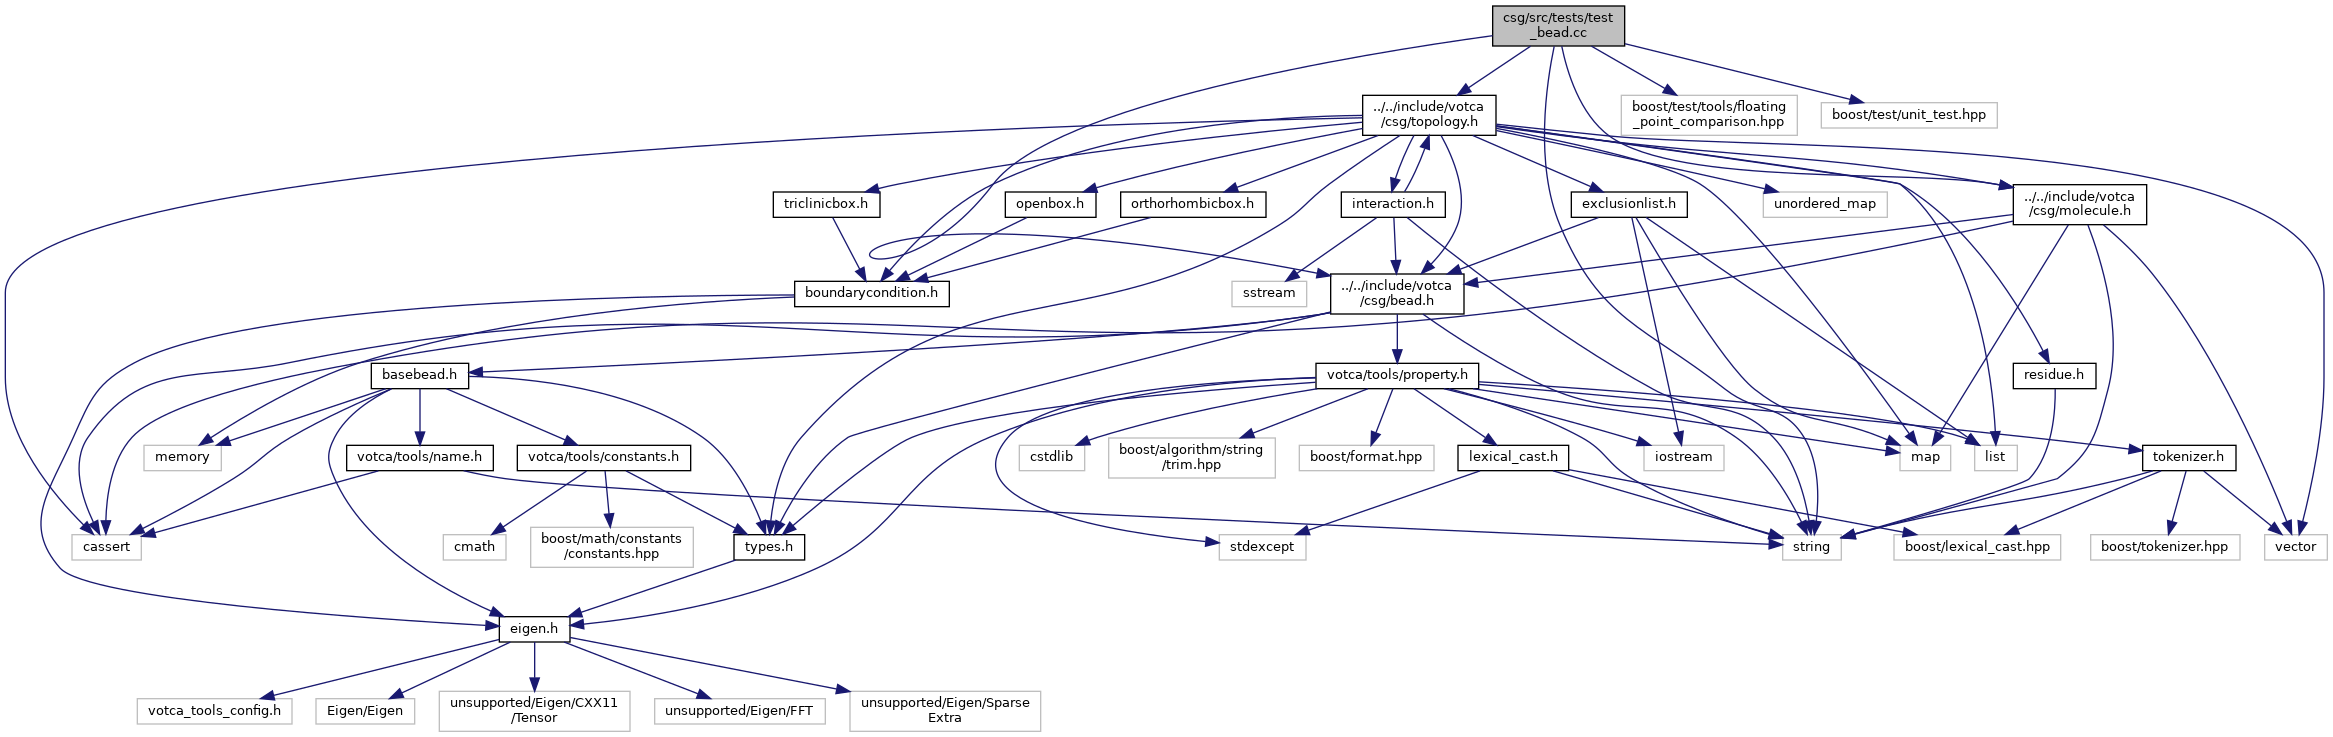 csg/src/tests/test
_bead.cc
../../include/votca
/csg/topology.h
boost/test/tools/floating
_point_comparison.hpp
boost/test/unit_test.hpp
triclinicbox.h
openbox.h
orthorhombicbox.h
interaction.h
exclusionlist.h
unordered_map
../../include/votca
/csg/molecule.h
boundarycondition.h
sstream
../../include/votca
/csg/bead.h
basebead.h
votca/tools/property.h
residue.h
memory
votca/tools/name.h
votca/tools/constants.h
cstdlib
boost/algorithm/string
/trim.hpp
boost/format.hpp
lexical_cast.h
iostream
map
list
tokenizer.h
cassert
cmath
boost/math/constants
/constants.hpp
types.h
stdexcept
string
boost/lexical_cast.hpp
boost/tokenizer.hpp
vector
eigen.h
votca_tools_config.h
Eigen/Eigen
unsupported/Eigen/CXX11
/Tensor
unsupported/Eigen/FFT
unsupported/Eigen/Sparse
Extra